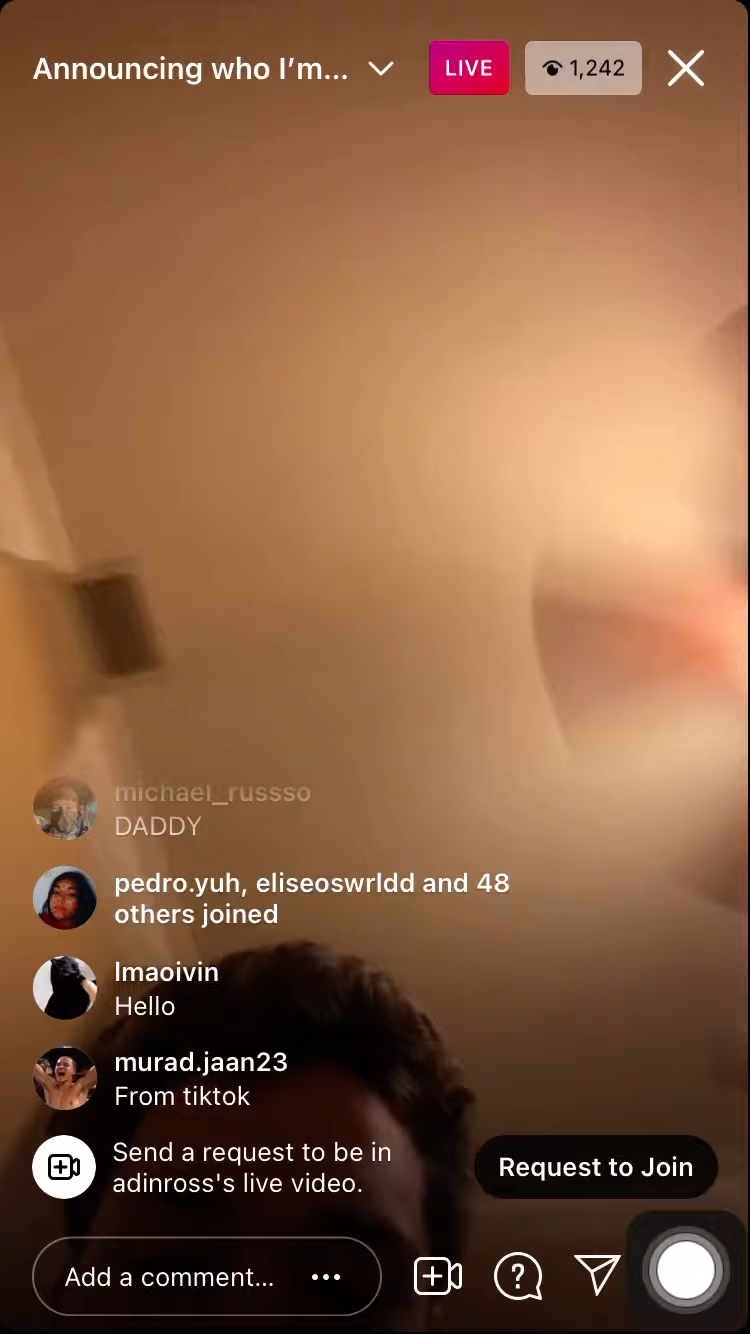 Announcing who I’m...
LIVE
1,242
michael_russso
DADDY
pedro.yuh, eliseoswrldd and 48
others joined
lmaoivin
Hello
murad.jaan23
From tiktok
Send a request to be in
adinross's live video.
Request to Join
Add a comment...